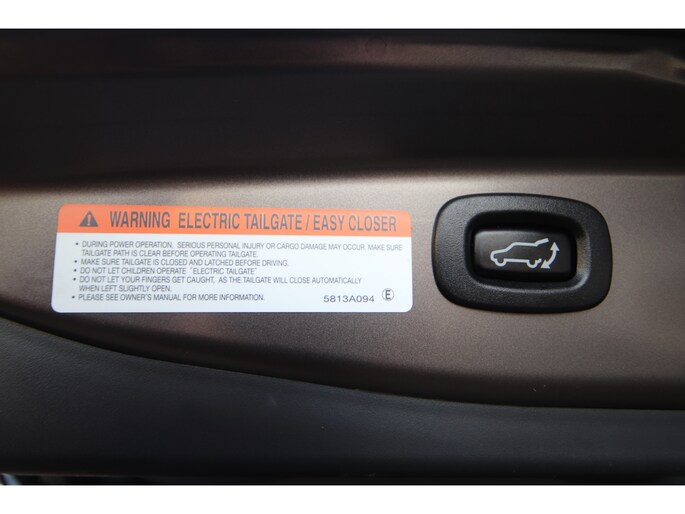 WARNING ELECTRIC TAILGATE / EASY CLOSER
• DURING POWER OPERATION, SERIOUS PERSONAL INJURY OR CARGO DAMAGE MAY OCCUR. MAKE SURE
TAILGATE PATH IS CLEAR BEFORE OPERATING TAILGATE.
• MAKE SURE TAILGATE IS CLOSED AND LATCHED BEFORE DRIVING.
• DO NOT LET CHILDREN OPERATE ¨ELECTRIC TAILGATE¨
• DO NOT LET YOUR FINGERS GET CAUGHT, AS THE TAILGATE WILL CLOSE AUTOMATICALLY
WHEN LEFT SLIGHTLY OPEN.
• PLEASE SEE OWNER'S MANUAL FOR MORE INFORMATION. 5813A094 Ⓔ